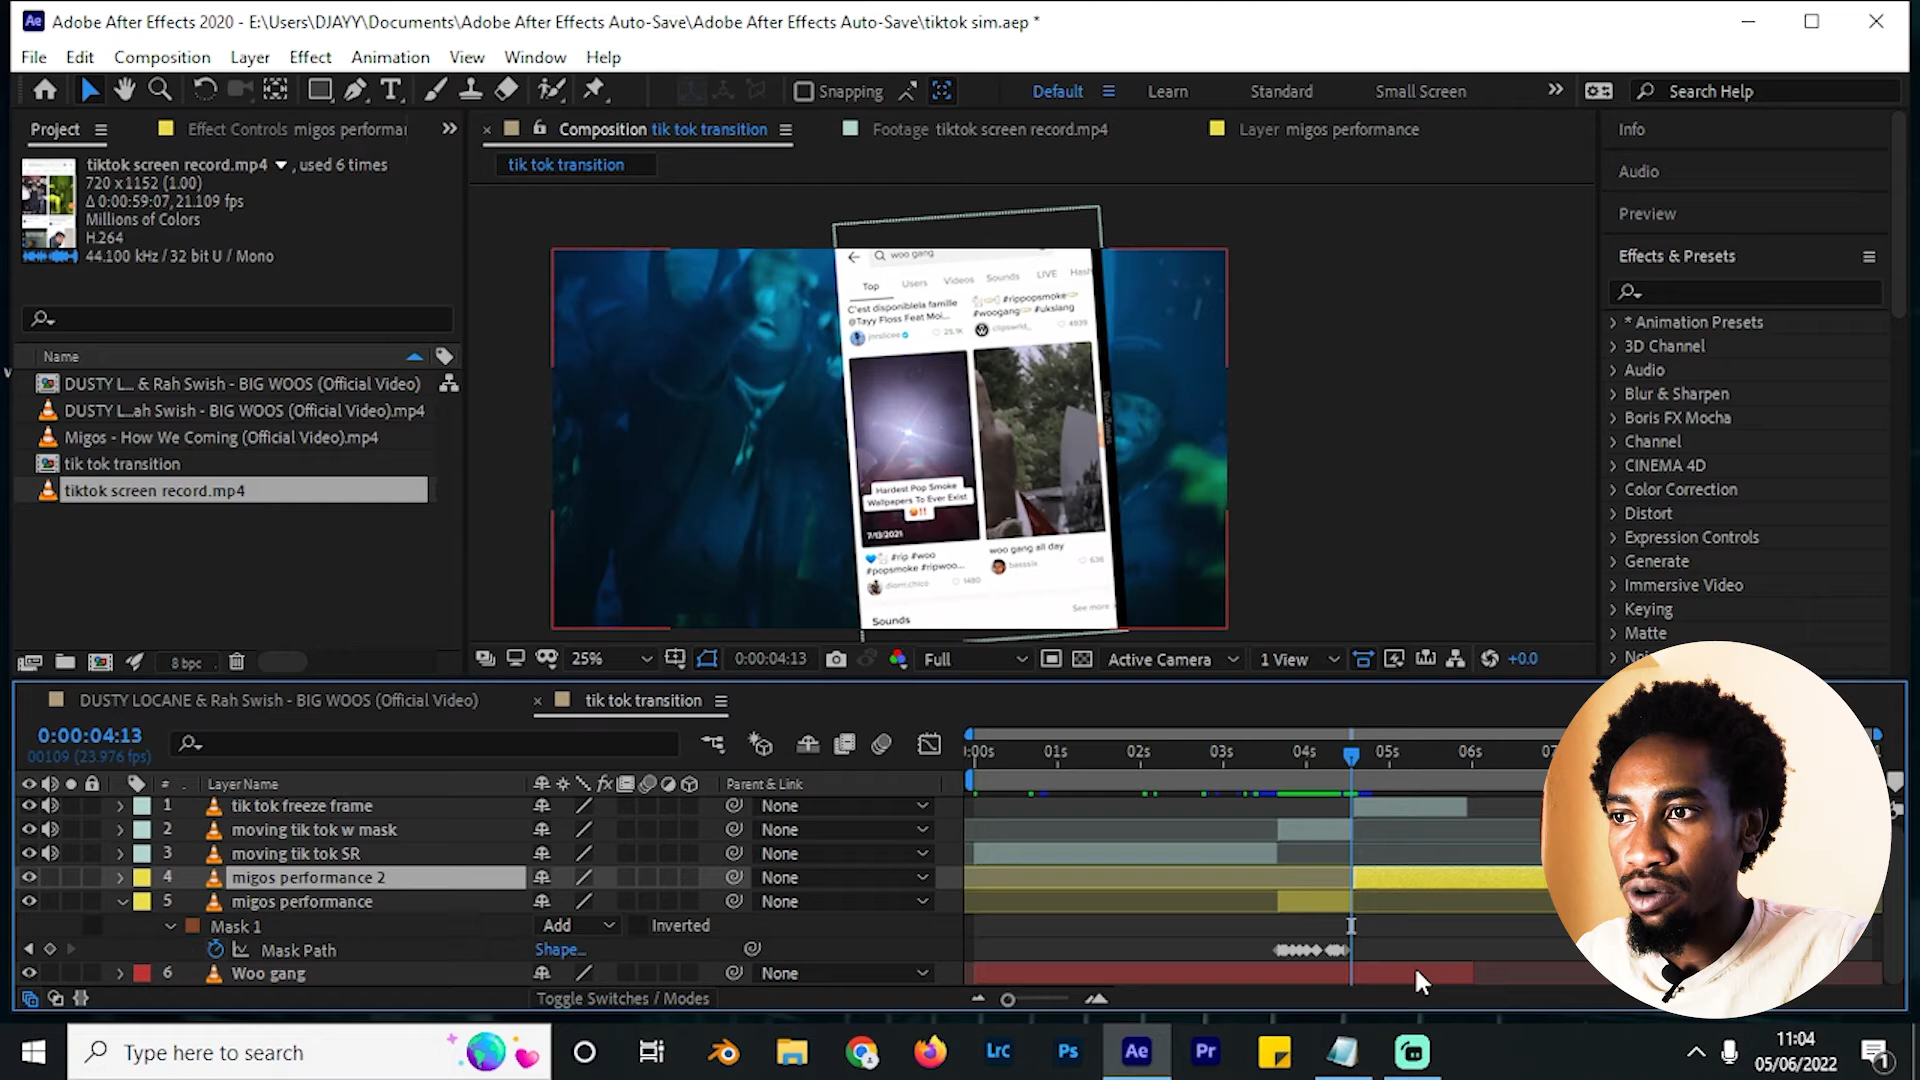 Adobe After Effects 2020 - E:\Users\DJAYY\Documents\Adobe After Effects Auto-Save\Adobe After Effects Auto-Save\tiktok sim.aep *
File Edit Composition Layer Effect Animation View Window Help
Snapping Default Learn Standard Small Screen Search Help
Project Effect Controls migos performai
Composition tik tok transition Footage tiktok screen record.mp4 Layer migos performance
tik tok transition
tiktok screen record.mp4 , used 6 times
720 x 1152 (1.00)
Δ 0:00:59:07, 21.109 fps
Millions of Colors
H.264
44.100 kHz / 32 bit U / Mono
Name
DUSTY L... & Rah Swish - BIG WOOS (Official Video)
DUSTY L...ah Swish - BIG WOOS (Official Video).mp4
Migos - How We Coming (Official Video).mp4
tik tok transition
tiktok screen record.mp4
8 bpc
woo gang
Top Users Videos Sounds LIVE Hash
C'est disponiblela famille
@Tayy Floss Feat Moi...
jnrslicee 25.1K
#rippopsmoke
#woogang #ukslang
clipswrld_ 4939
Hardest Pop Smoke
Wallpapers To Ever Exist
7/13/2021
#rip #woo
#popsmoke #ripwoo...
diorr.chico 1480
woo gang all day
basssix 636
Sounds See more
25% 0:00:04:13 Full Active Camera 1 View +0.0
Info
Audio
Preview
Effects & Presets
* Animation Presets
3D Channel
Audio
Blur & Sharpen
Boris FX Mocha
Channel
CINEMA 4D
Color Correction
Distort
Expression Controls
Generate
Immersive Video
Keying
Matte
DUSTY LOCANE & Rah Swish - BIG WOOS (Official Video) tik tok transition
0:00:04:13
00109 (23.976 fps)
:00s 01s 02s 03s 04s 05s 06s
# Layer Name Parent & Link
1 tik tok freeze frame None
2 moving tik tok w mask None
3 moving tik tok SR None
4 migos performance 2 None
5 migos performance None
Mask 1 Add Inverted
Mask Path Shape...
6 Woo gang None
Toggle Switches / Modes
Type here to search
Lrc Ps Ae Pr
11:04
05/06/2022
1